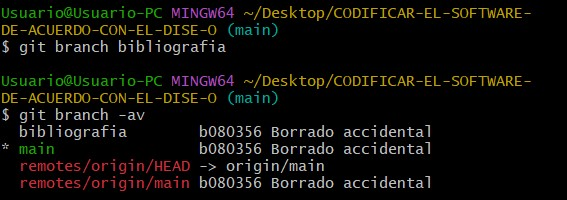 Usuario@Usuario-PC MINGW64 ~/Desktop/CODIFICAR-EL-SOFTWARE-
DE-ACUERDO-CON-EL-DISE-O (main)
$ git branch bibliografia
Usuario@Usuario-PC MINGW64 ~/Desktop/CODIFICAR-EL-SOFTWARE-
DE-ACUERDO-CON-EL-DISE-O (main)
$ git branch -av
bibliografia b080356 Borrado accidental
* main b080356 Borrado accidental
remotes/origin/HEAD -> origin/main
remotes/origin/main b080356 Borrado accidental